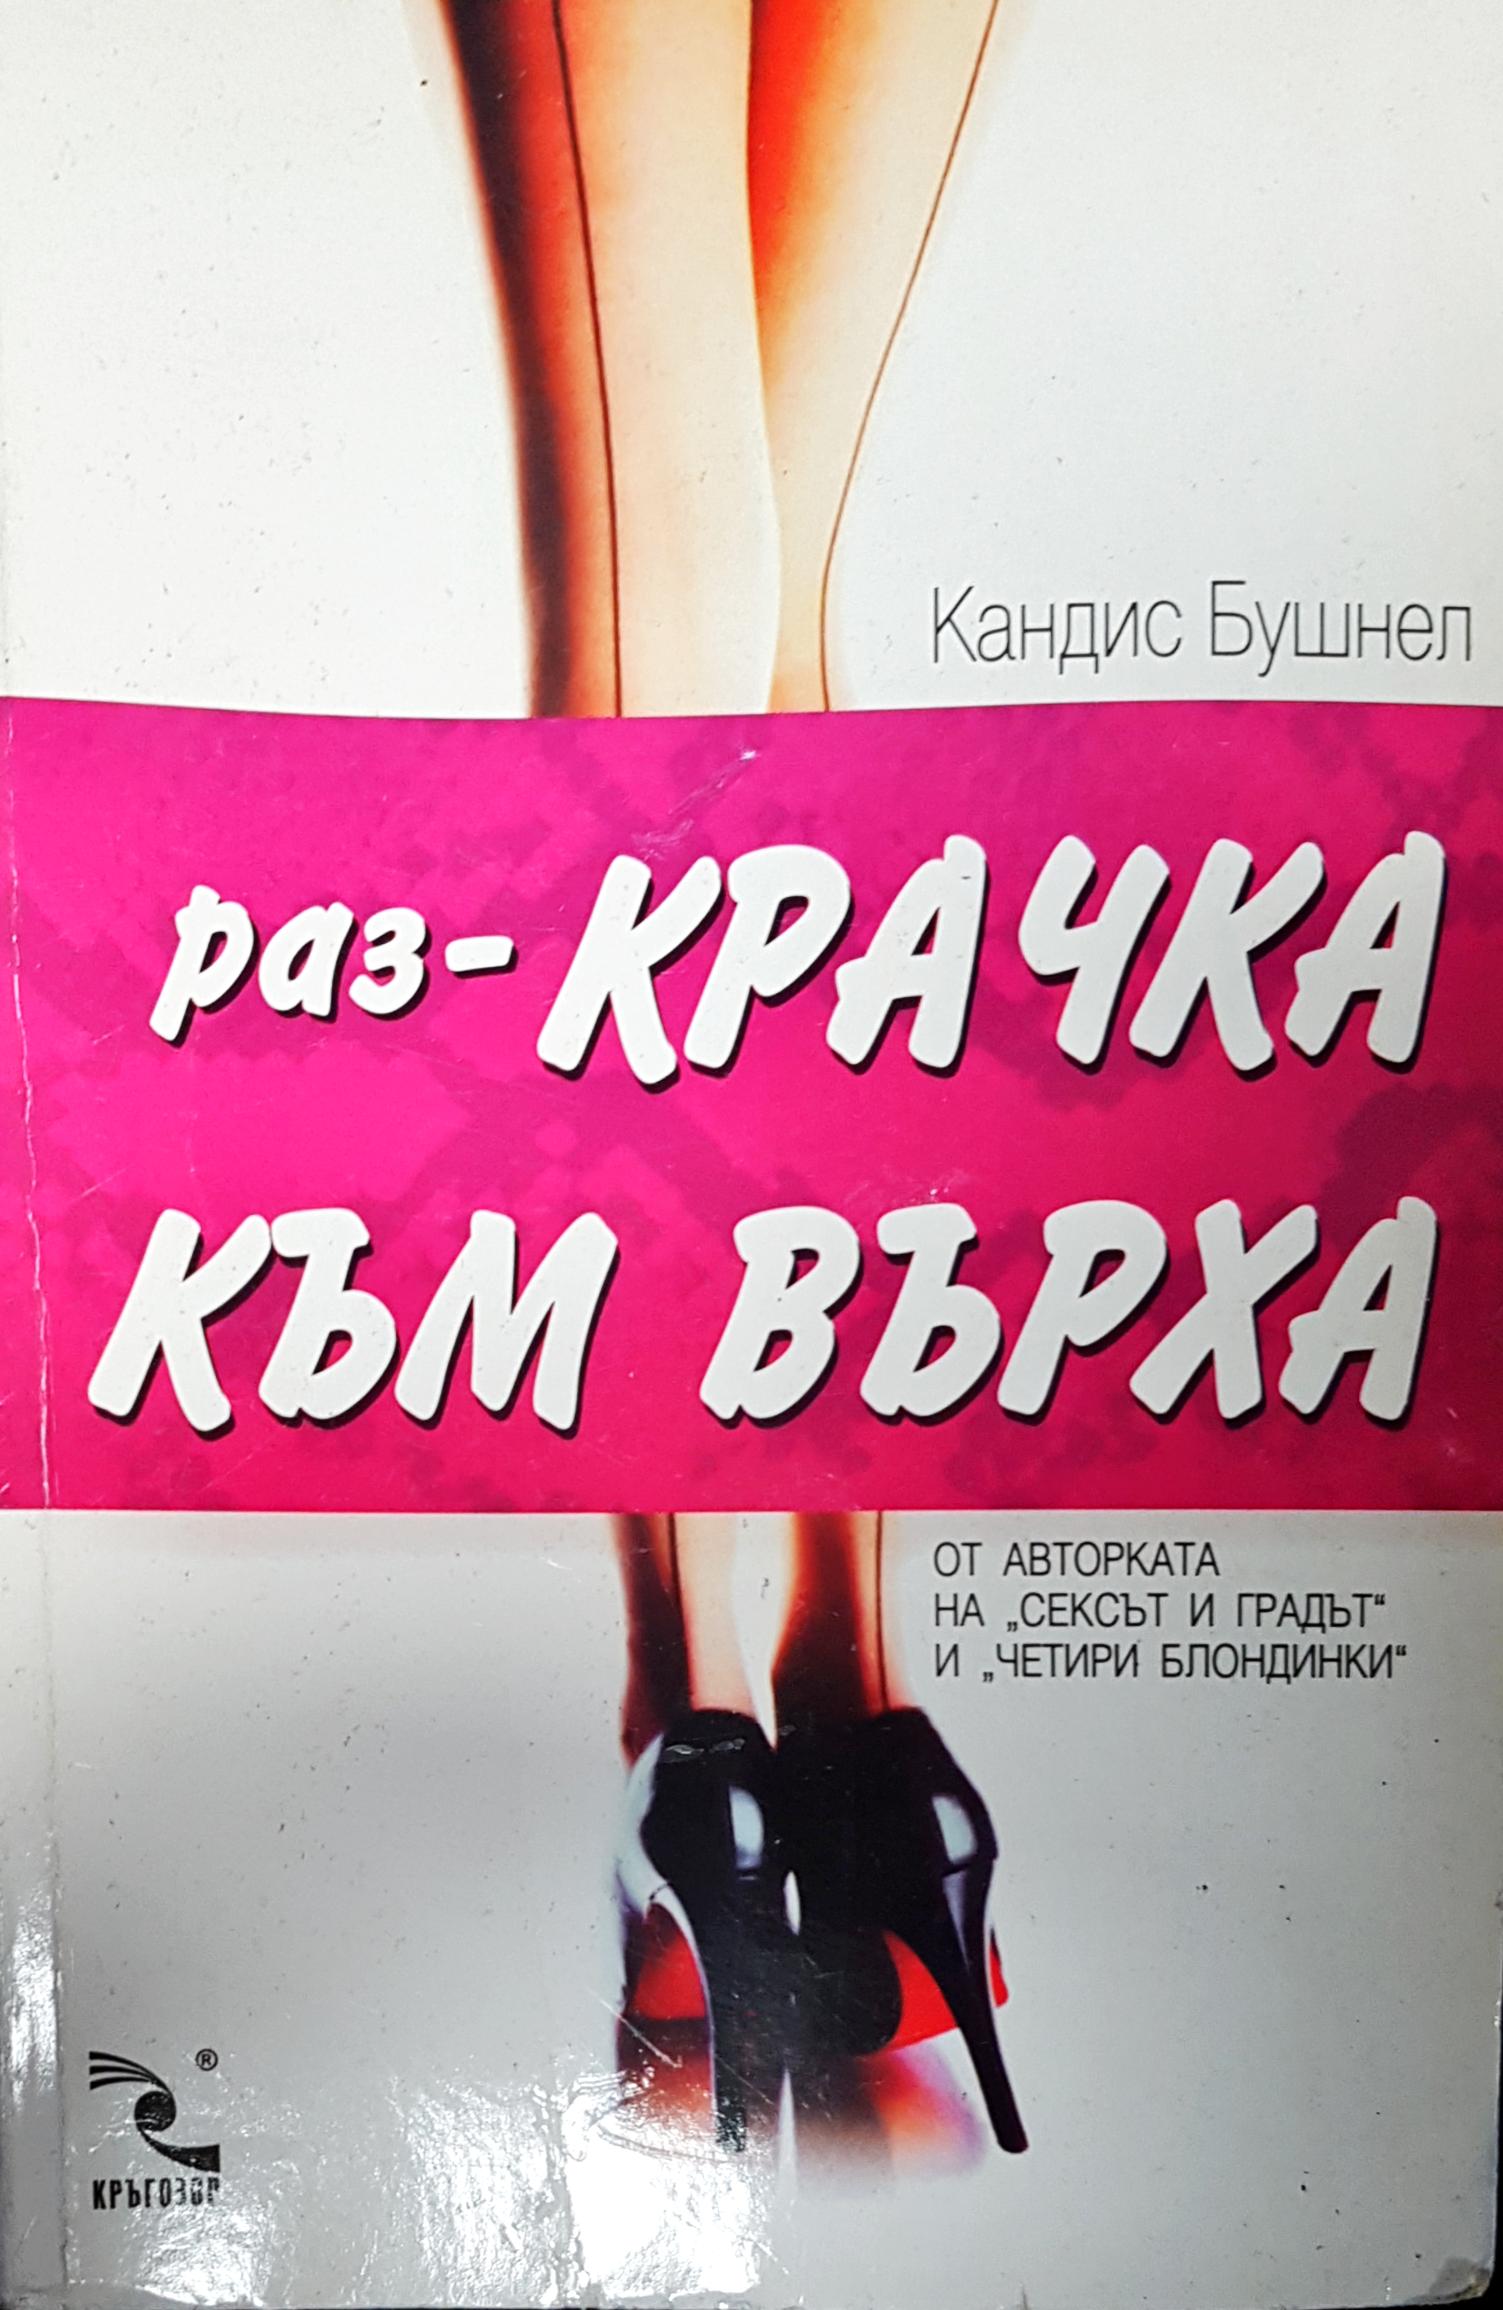 Кандис Бушнел
раз-КРАЧКА
КЪМ ВЪРХА
ОТ АВТОРКАТА
НА „СЕКСЪТ И ГРАДЪТ“
И „ЧЕТИРИ БЛОНДИНКИ“
®
КРЪГОЗОР